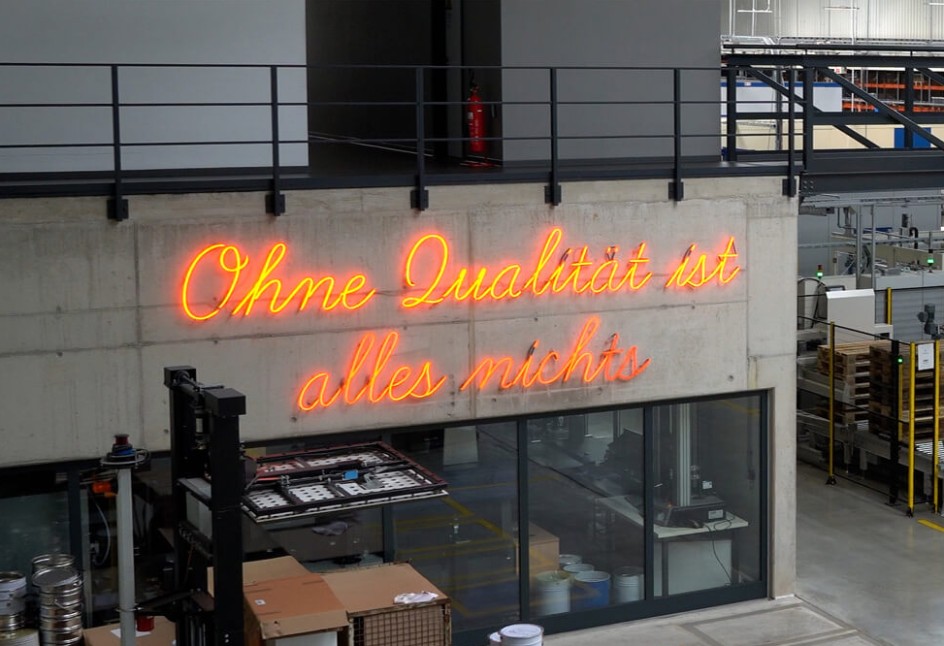 Ohne Qualität ist
alles nichts